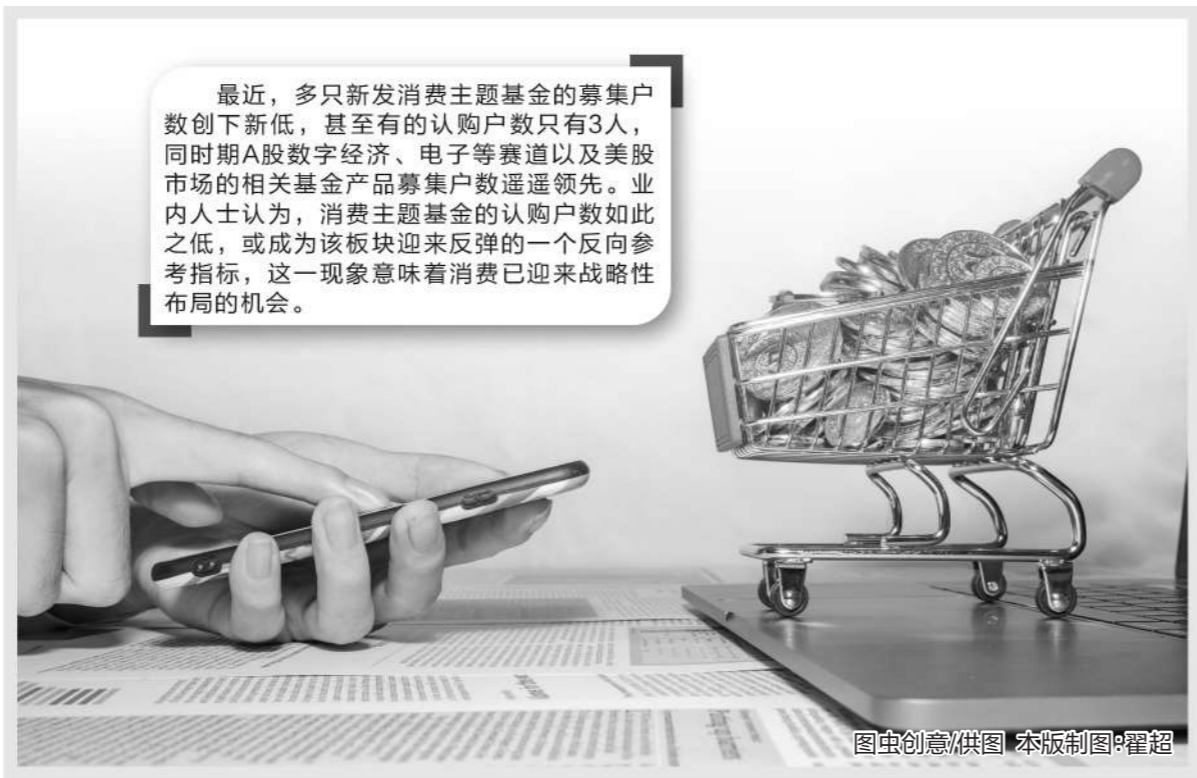 最近，多只新发消费主题基金的募集户
数创下新低，甚至有的认购户数只有3人，
同时期A股数字经济、电子等赛道以及美股
市场的相关基金产品募集户数遥遥领先。业
内人士认为，消费主题基金的认购户数如此
之低，或成为该板块迎来反弹的一个反向参
考指标，这一现象意味着消费已迎来战略性
布局的机会。
图虫创意/供图 本版制图：翟超